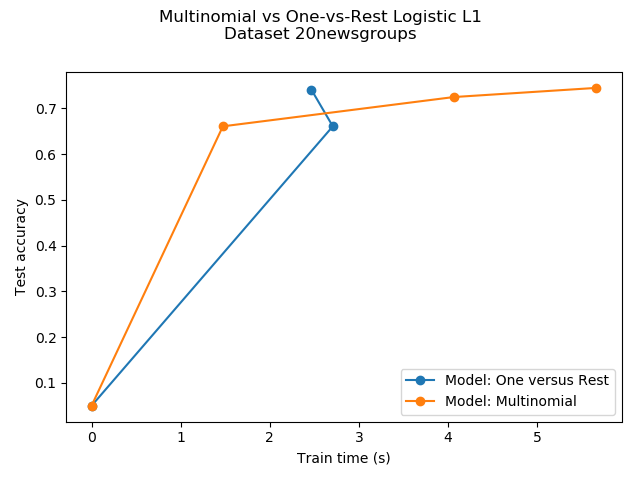 Multinomial vs One-vs-Rest Logistic L1
Dataset 20newsgroups
0.7
0.6
0.5
0.4
0.3
0.2
0.1
Test accuracy
Model: One versus Rest
Model: Multinomial
0 1 2 3 4 5
Train time (s)